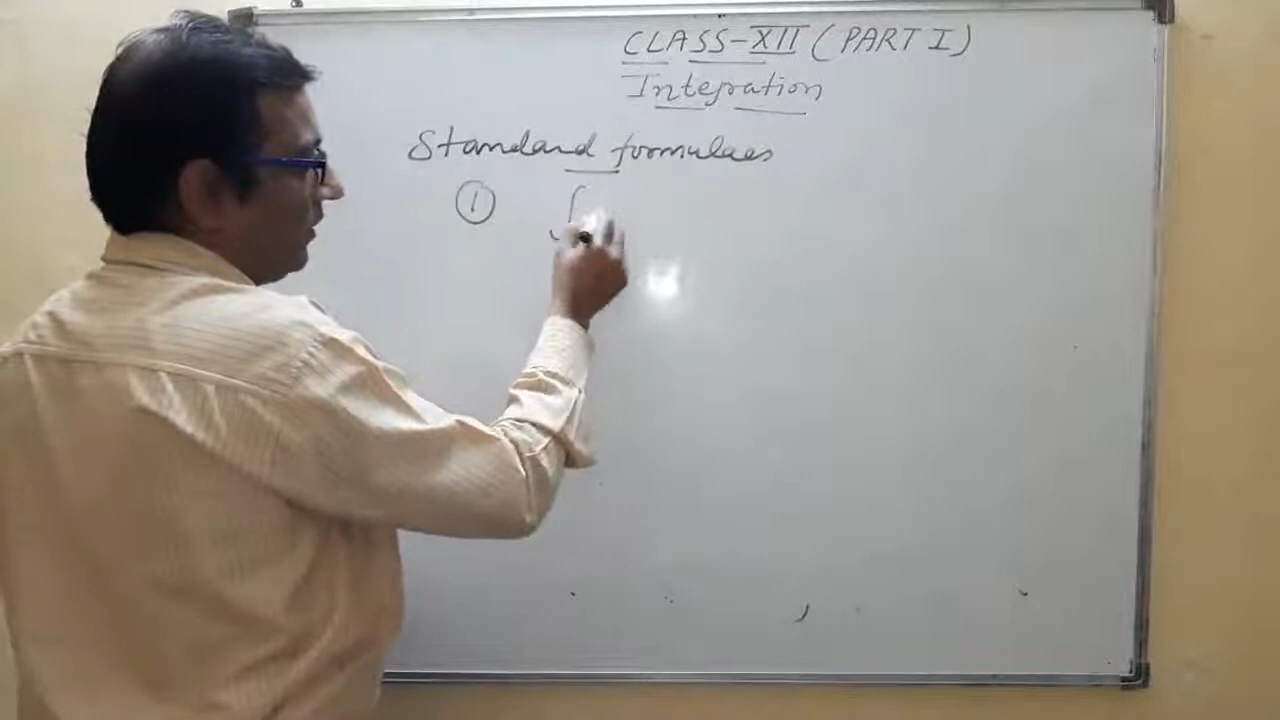 CLASS-XII (PART I)
Integration
Standard formulaes
① ∫